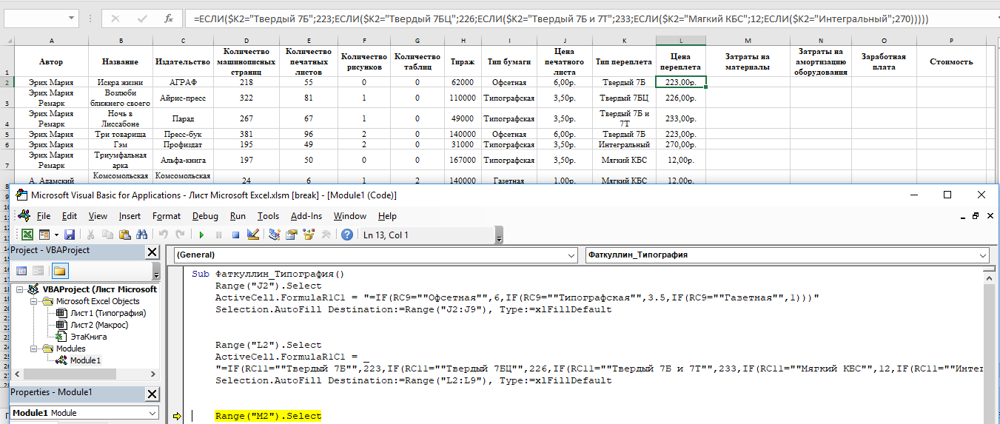 fx =ЕСЛИ($K2="Твердый 7Б";223;ЕСЛИ($K2="Твердый 7БЦ";226;ЕСЛИ($K2="Твердый 7Б и 7Т";233;ЕСЛИ($K2="Мягкий КБС";12;ЕСЛИ($K2="Интегральный";270)))))
A B C D E F G H I J K L M N O P
1 Автор Название Издательство Количество машинописных страниц Количество печатных листов Количество рисунков Количество таблиц Тираж Тип бумаги Цена печатного листа Тип переплета Цена переплета Затраты на материалы Затраты на амортизацию оборудования Заработная плата Стоимость
2 Эрих Мария Искра жизни АГРАФ 218 55 0 0 62000 Офсетная 6,00р. Твердый 7Б 223,00р.
3 Эрих Мария Ремарк Возлюби ближнего своего Айрис-пресс 322 81 1 0 110000 Типографская 3,50р. Твердый 7БЦ 226,00р.
4 Эрих Мария Ремарк Ночь в Лиссабоне Парад 267 67 1 0 49000 Типографская 3,50р. Твердый 7Б и 7Т 233,00р.
5 Эрих Мария Три товарища Пресс-бук 381 96 2 0 140000 Офсетная 6,00р. Твердый 7Б 223,00р.
6 Эрих Мария Гэм Профиздат 195 49 2 0 31000 Типографская 3,50р. Интегральный 270,00р.
7 Эрих Мария Ремарк Триумфальная арка Альфа-книга 197 50 0 0 167000 Типографская 3,50р. Мягкий КБС 12,00р.
8 А. Адамский Комсомольская Комсомольская 24 6 1 2 140000 Газетная 1,00р. Мягкий КБС 12,00р.
Microsoft Visual Basic for Applications - Лист Microsoft Excel.xlsm [break] - [Module1 (Code)]
File Edit View Insert Format Debug Run Tools Add-Ins Window Help
Ln 13, Col 1
Project - VBAProject
VBAProject (Лист Microsoft
Microsoft Excel Objects
Лист1 (Типография)
Лист2 (Макрос)
ЭтаКнига
Modules
Module1
Properties - Module1
Module1 Module
(General) Фаткуллин_Типография
Sub Фаткуллин_Типография()
Range("J2").Select
ActiveCell.FormulaR1C1 = "=IF(RC9=""Офсетная"",6,IF(RC9=""Типографская"",3.5,IF(RC9=""Газетная"",1)))"
Selection.AutoFill Destination:=Range("J2:J9"), Type:=xlFillDefault
Range("L2").Select
ActiveCell.FormulaR1C1 = _
"=IF(RC11=""Твердый 7Б"",223,IF(RC11=""Твердый 7БЦ"",226,IF(RC11=""Твердый 7Б и 7Т"",233,IF(RC11=""Мягкий КБС"",12,IF(RC11=""Интег
Selection.AutoFill Destination:=Range("L2:L9"), Type:=xlFillDefault
Range("M2").Select